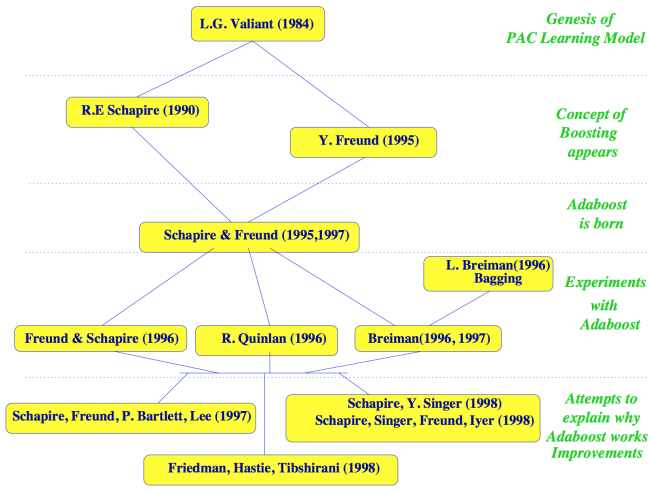 L.G. Valiant (1984)
Genesis of
PAC Learning Model
R.E Schapire (1990)
Y. Freund (1995)
Concept of
Boosting
appears
Schapire & Freund (1995,1997)
Adaboost
is born
L. Breiman(1996)
Bagging
Experiments
with
Adaboost
Freund & Schapire (1996)
R. Quinlan (1996)
Breiman(1996, 1997)
Schapire, Freund, P. Bartlett, Lee (1997)
Schapire, Y. Singer (1998)
Schapire, Singer, Freund, Iyer (1998)
Friedman, Hastie, Tibshirani (1998)
Attempts to
explain why
Adaboost works
Improvements